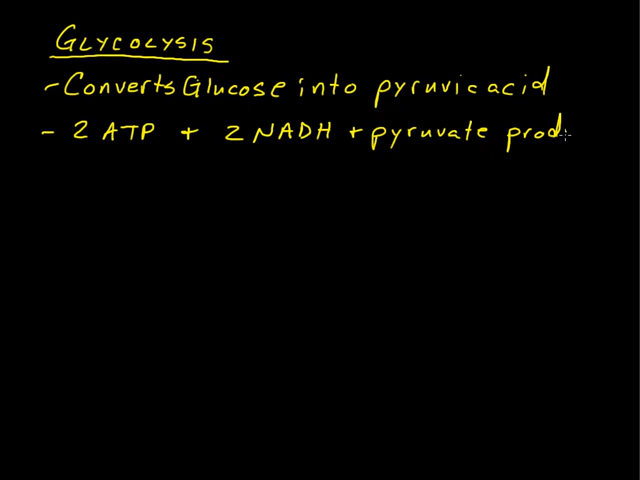 GLYCOLYSIS
- Converts Glucose into pyruvic acid
- 2 ATP + 2 NADH + pyruvate prod